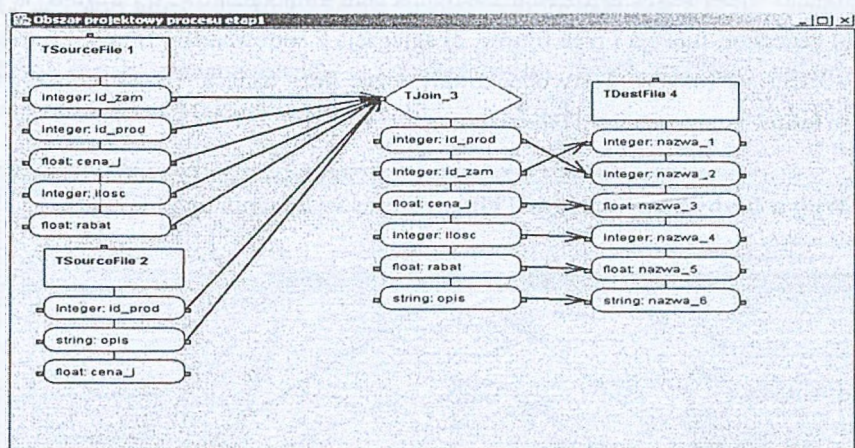 Obszar projektowy procesu etap1
TSourceFile 1
integer: id_zam
integer: id_prod
float: cena_j
integer: ilosc
float: rabat
TSourceFile 2
integer: id_prod
string: opis
float: cena_j
TJoin_3
integer: id_prod
integer: id_zam
float: cena_j
integer: ilosc
float: rabat
string: opis
TDestFile 4
integer: nazwa_1
integer: nazwa_2
float: nazwa_3
integer: nazwa_4
float: nazwa_5
string: nazwa_6